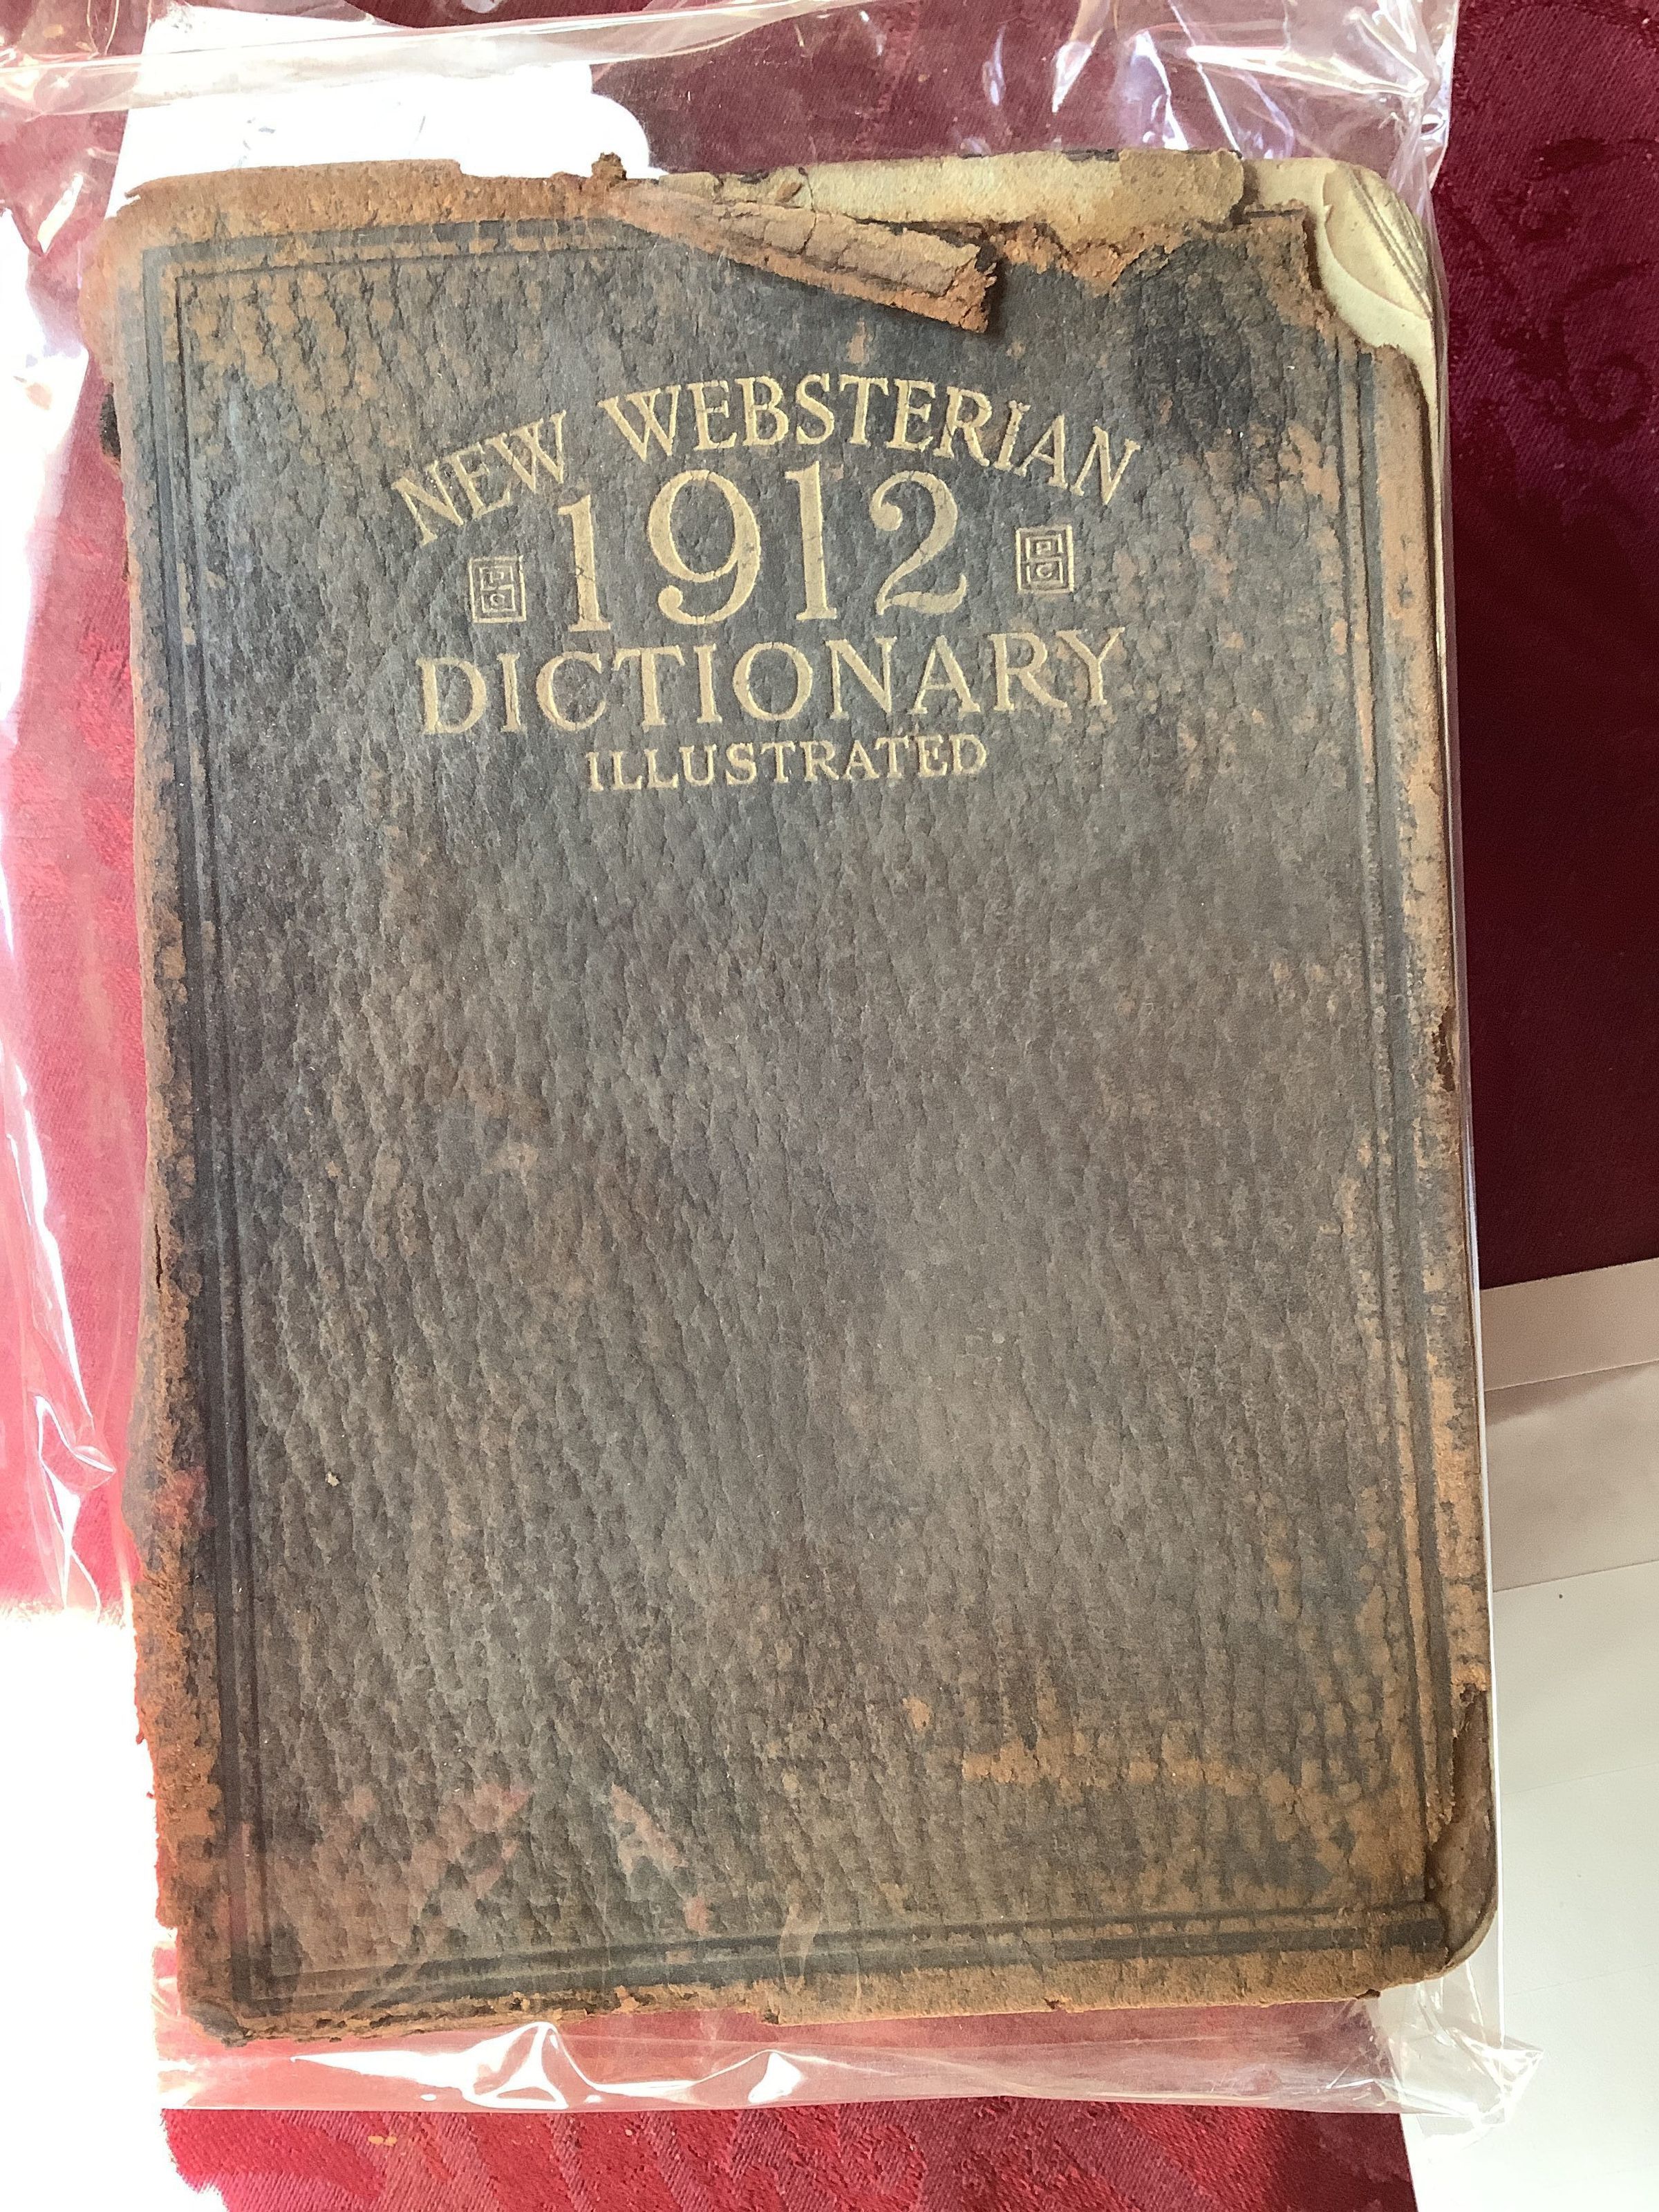 NEW WEBSTERIAN
1912
DICTIONARY
ILLUSTRATED